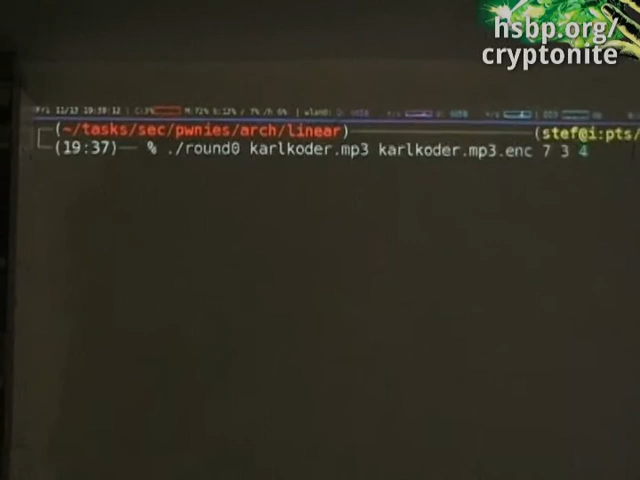 hsbp.org/
cryptonite
(~/tasks/sec/pwnies/arch/linear) (stef@i:pts/
(19:37) % ./round0 karlkoder.mp3 karlkoder.mp3.enc 7 3 4